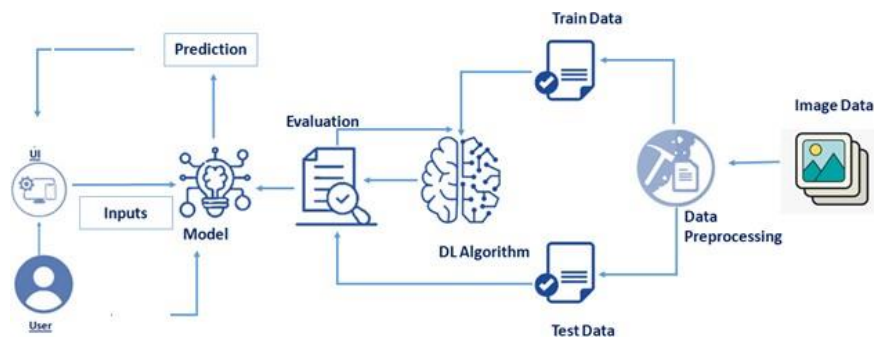 Train Data
Prediction
Image Data
Evaluation
UI
Inputs
Model
DL Algorithm
Data
Preprocessing
User
Test Data